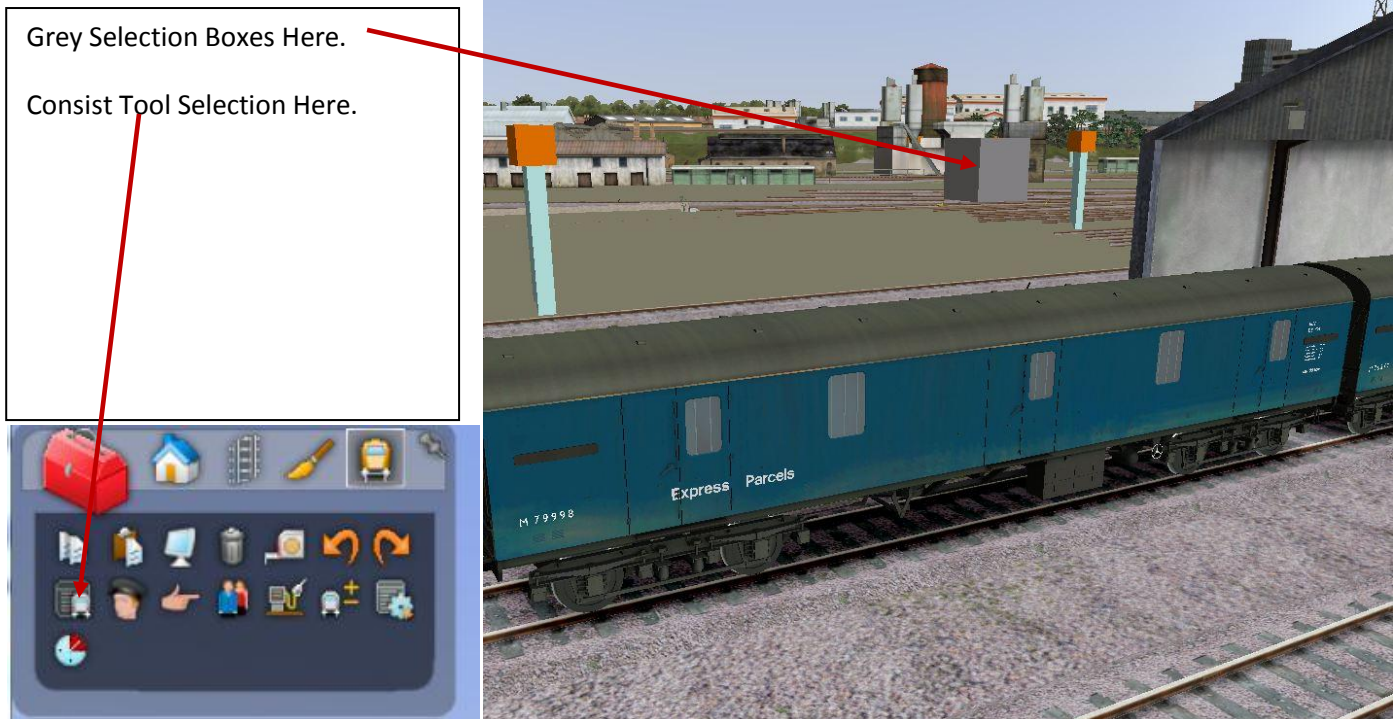 Grey Selection Boxes Here.
Consist Tool Selection Here.
Express Parcels
M 79998